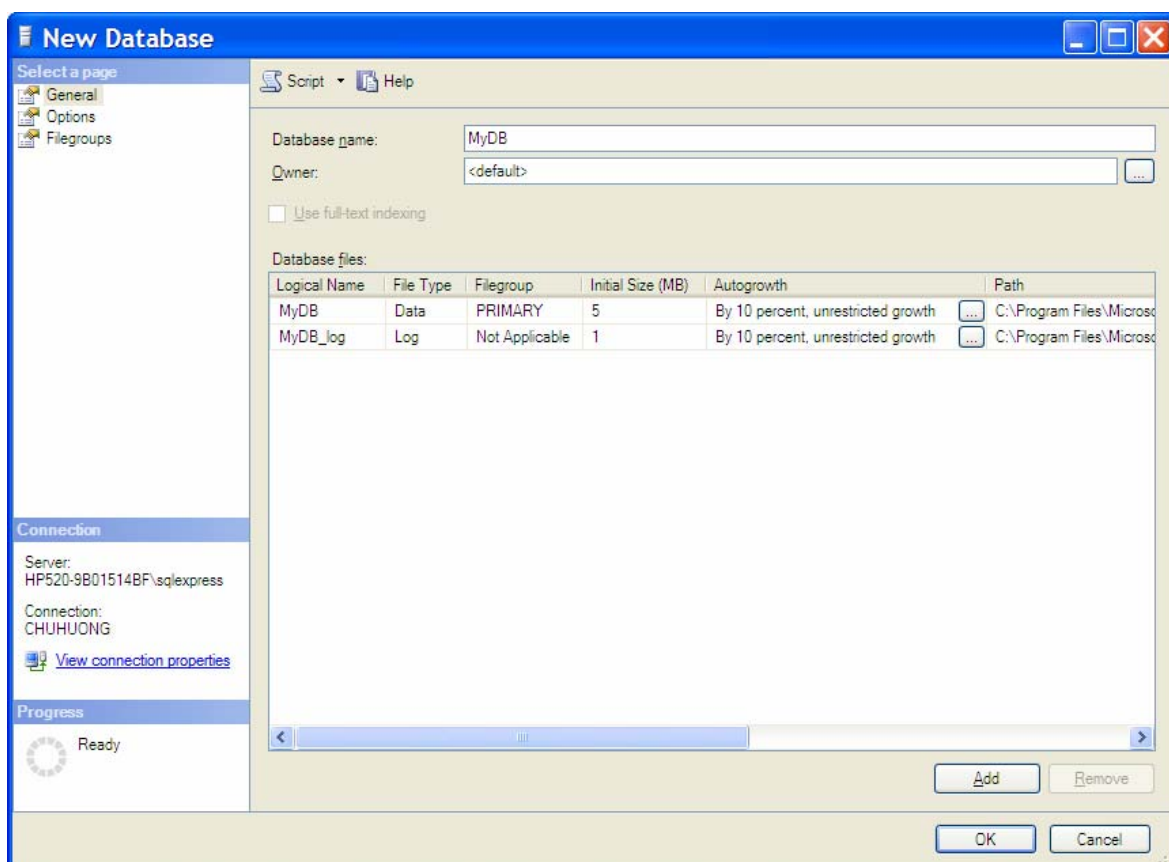 New Database
Select a page
General
Options
Filegroups
Script Help
Database name: MyDB
Owner: <default> ...
Use full-text indexing
Database files:
Logical Name File Type Filegroup Initial Size (MB) Autogrowth Path
MyDB Data PRIMARY 5 By 10 percent, unrestricted growth ... C:\Program Files\Microsc
MyDB_log Log Not Applicable 1 By 10 percent, unrestricted growth ... C:\Program Files\Microsc
Connection
Server:
HP520-9B01514BF\sqlexpress
Connection:
CHUHUONG
View connection properties
Progress
Ready
Add Remove
OK Cancel